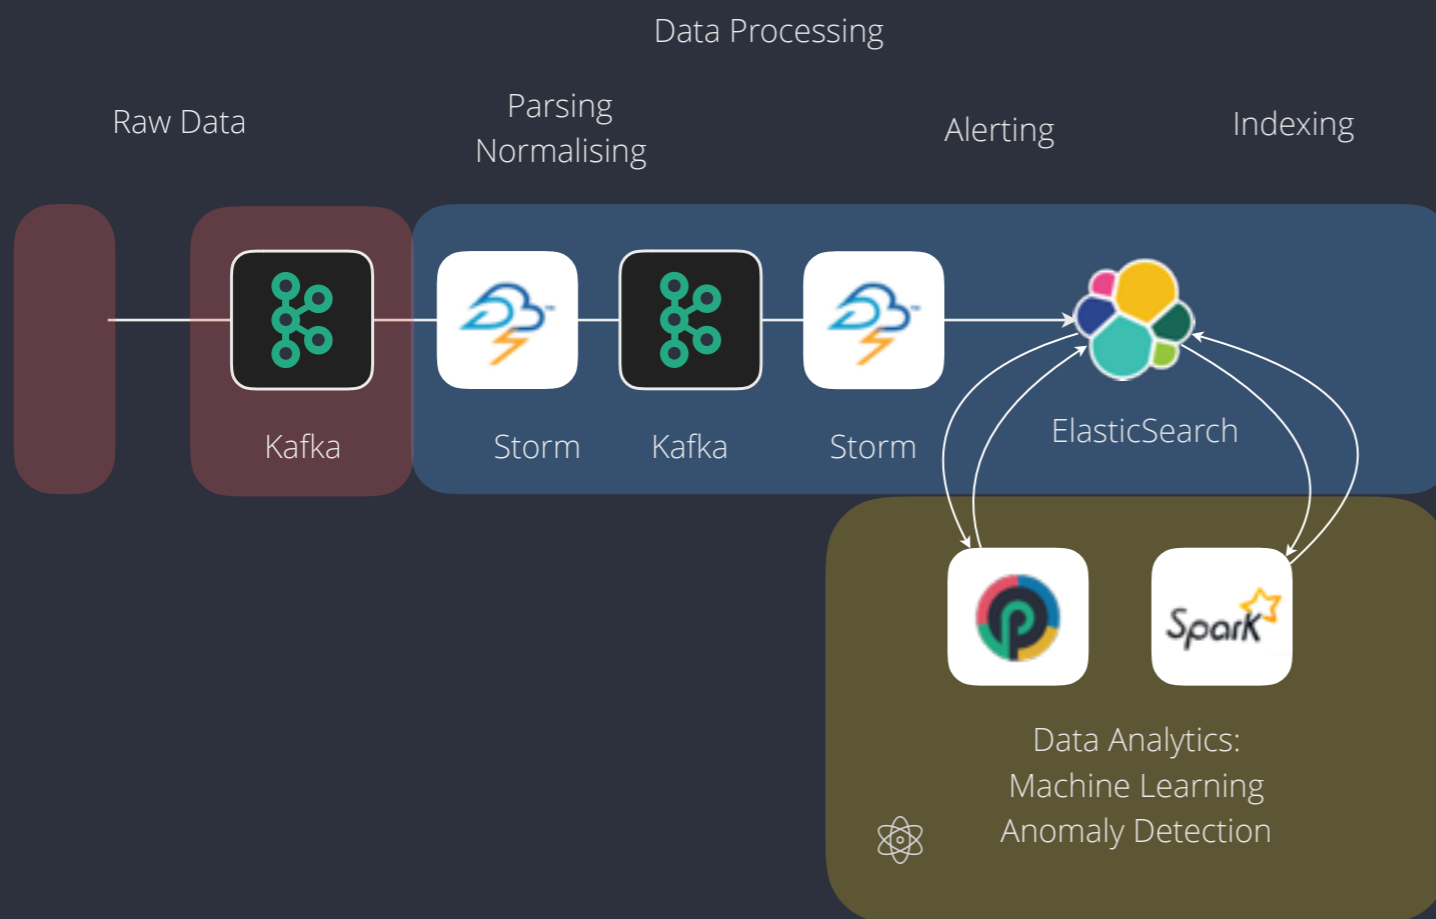 Data Processing
Raw Data
Parsing
Normalising
Alerting
Indexing
Kafka
Storm
Kafka
Storm
ElasticSearch
Spark
Data Analytics:
Machine Learning
Anomaly Detection